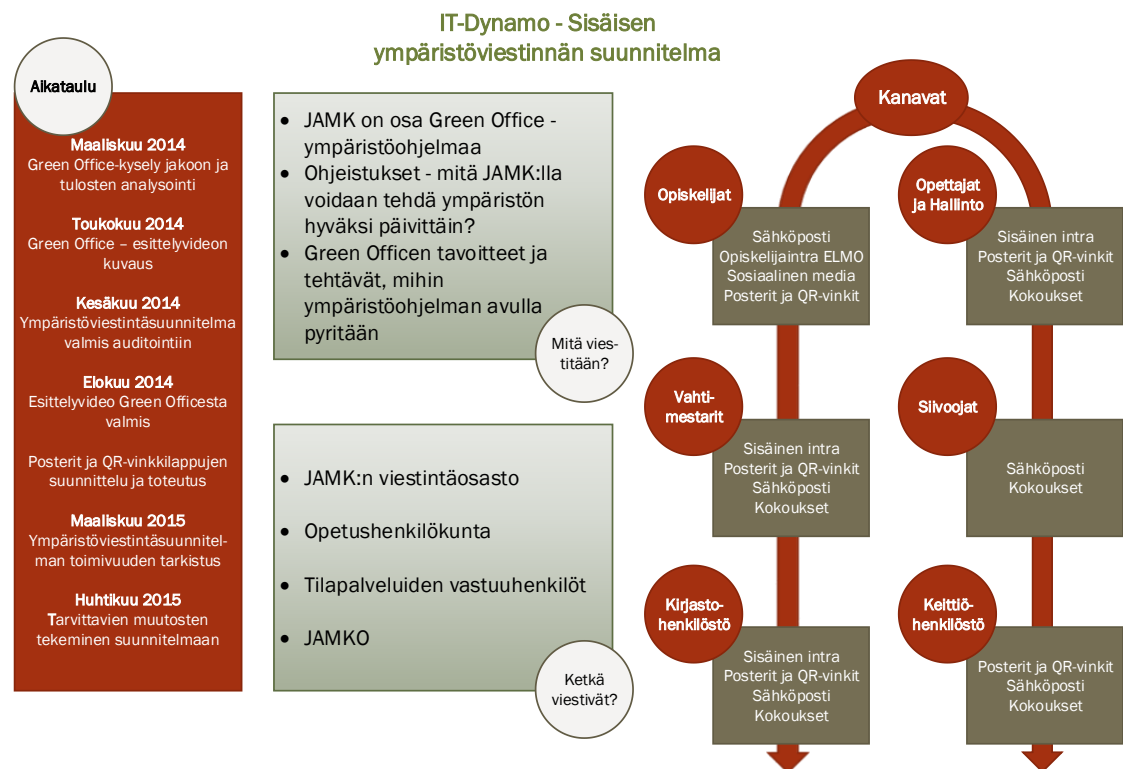 IT-Dynamo - Sisäisen
ympäristöviestinnän suunnitelma
Aikataulu
Maaliskuu 2014
Green Office-kysely jakoon ja
tulosten analysointi
Toukokuu 2014
Green Office – esittelyvideon
kuvaus
Kesäkuu 2014
Ympäristöviestintäsuunnitelma
valmis auditointiin
Elokuu 2014
Esittelyvideo Green Officesta
valmis
Posterit ja QR-vinkkilappujen
suunnittelu ja toteutus
Maaliskuu 2015
Ympäristöviestintäsuunnitel-
man toimivuuden tarkistus
Huhtikuu 2015
Tarvittavien muutosten
tekeminen suunnitelmaan
• JAMK on osa Green Office -
ympäristöohjelmaa
• Ohjeistukset - mitä JAMK:lla
voidaan tehdä ympäristön
hyväksi päivittäin?
• Green Officen tavoitteet ja
tehtävät, mihin
ympäristöohjelman avulla
pyritään
Mitä vies-
titään?
• JAMK:n viestintäosasto
• Opetushenkilökunta
• Tilapalveluiden vastuuhenkilöt
• JAMKO
Ketkä
viestivät?
Kanavat
Opiskelijat
Sähköposti
Opiskelijaintra ELMO
Sosiaalinen media
Posterit ja QR-vinkit
Opettajat
ja Hallinto
Sisäinen intra
Posterit ja QR-vinkit
Sähköposti
Kokoukset
Vahti-
mestarit
Sisäinen intra
Posterit ja QR-vinkit
Sähköposti
Kokoukset
Siivoojat
Sähköposti
Kokoukset
Kirjasto-
henkilöstö
Sisäinen intra
Posterit ja QR-vinkit
Sähköposti
Kokoukset
Keittiö-
henkilöstö
Posterit ja QR-vinkit
Sähköposti
Kokoukset